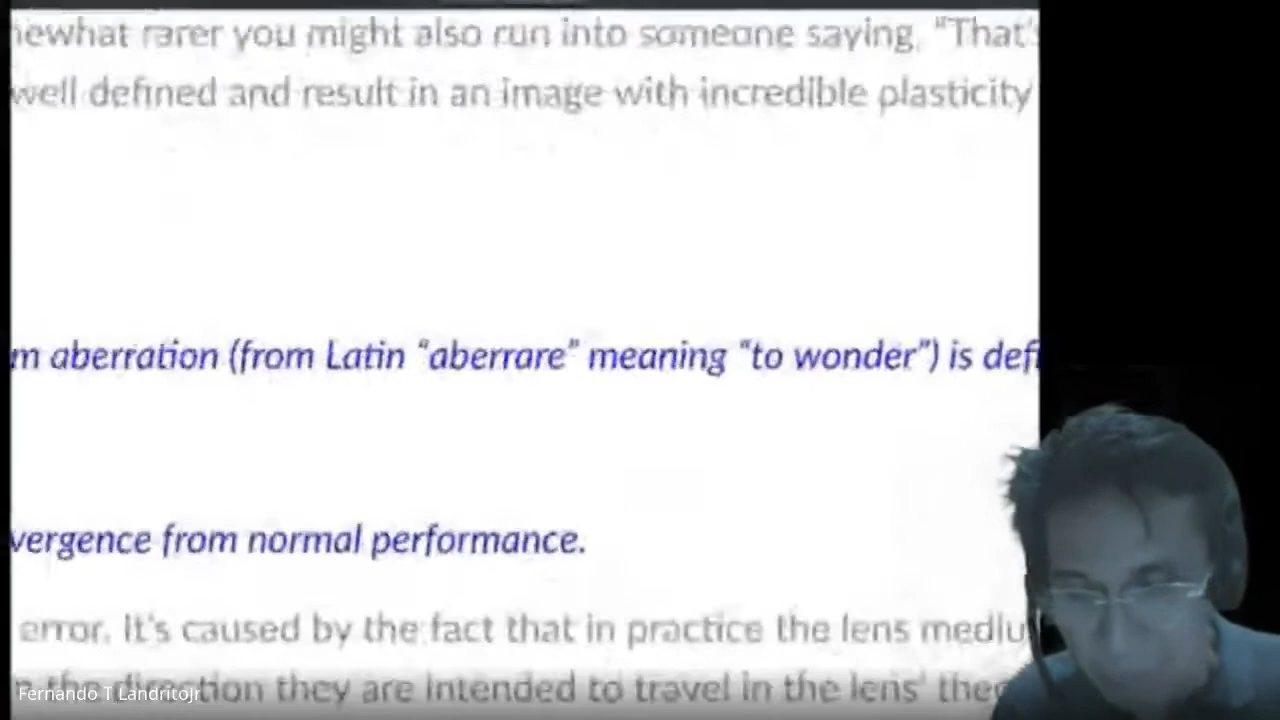 newhat rarer you might also run into someone saying, “That's
well defined and result in an image with incredible plasticity
m aberration (from Latin “aberrare” meaning “to wonder”) is defi
vergence from normal performance.
error. It's caused by the fact that in practice the lens mediu
the direction they are intended to travel in the lens' theo
Fernando T LandritoJr